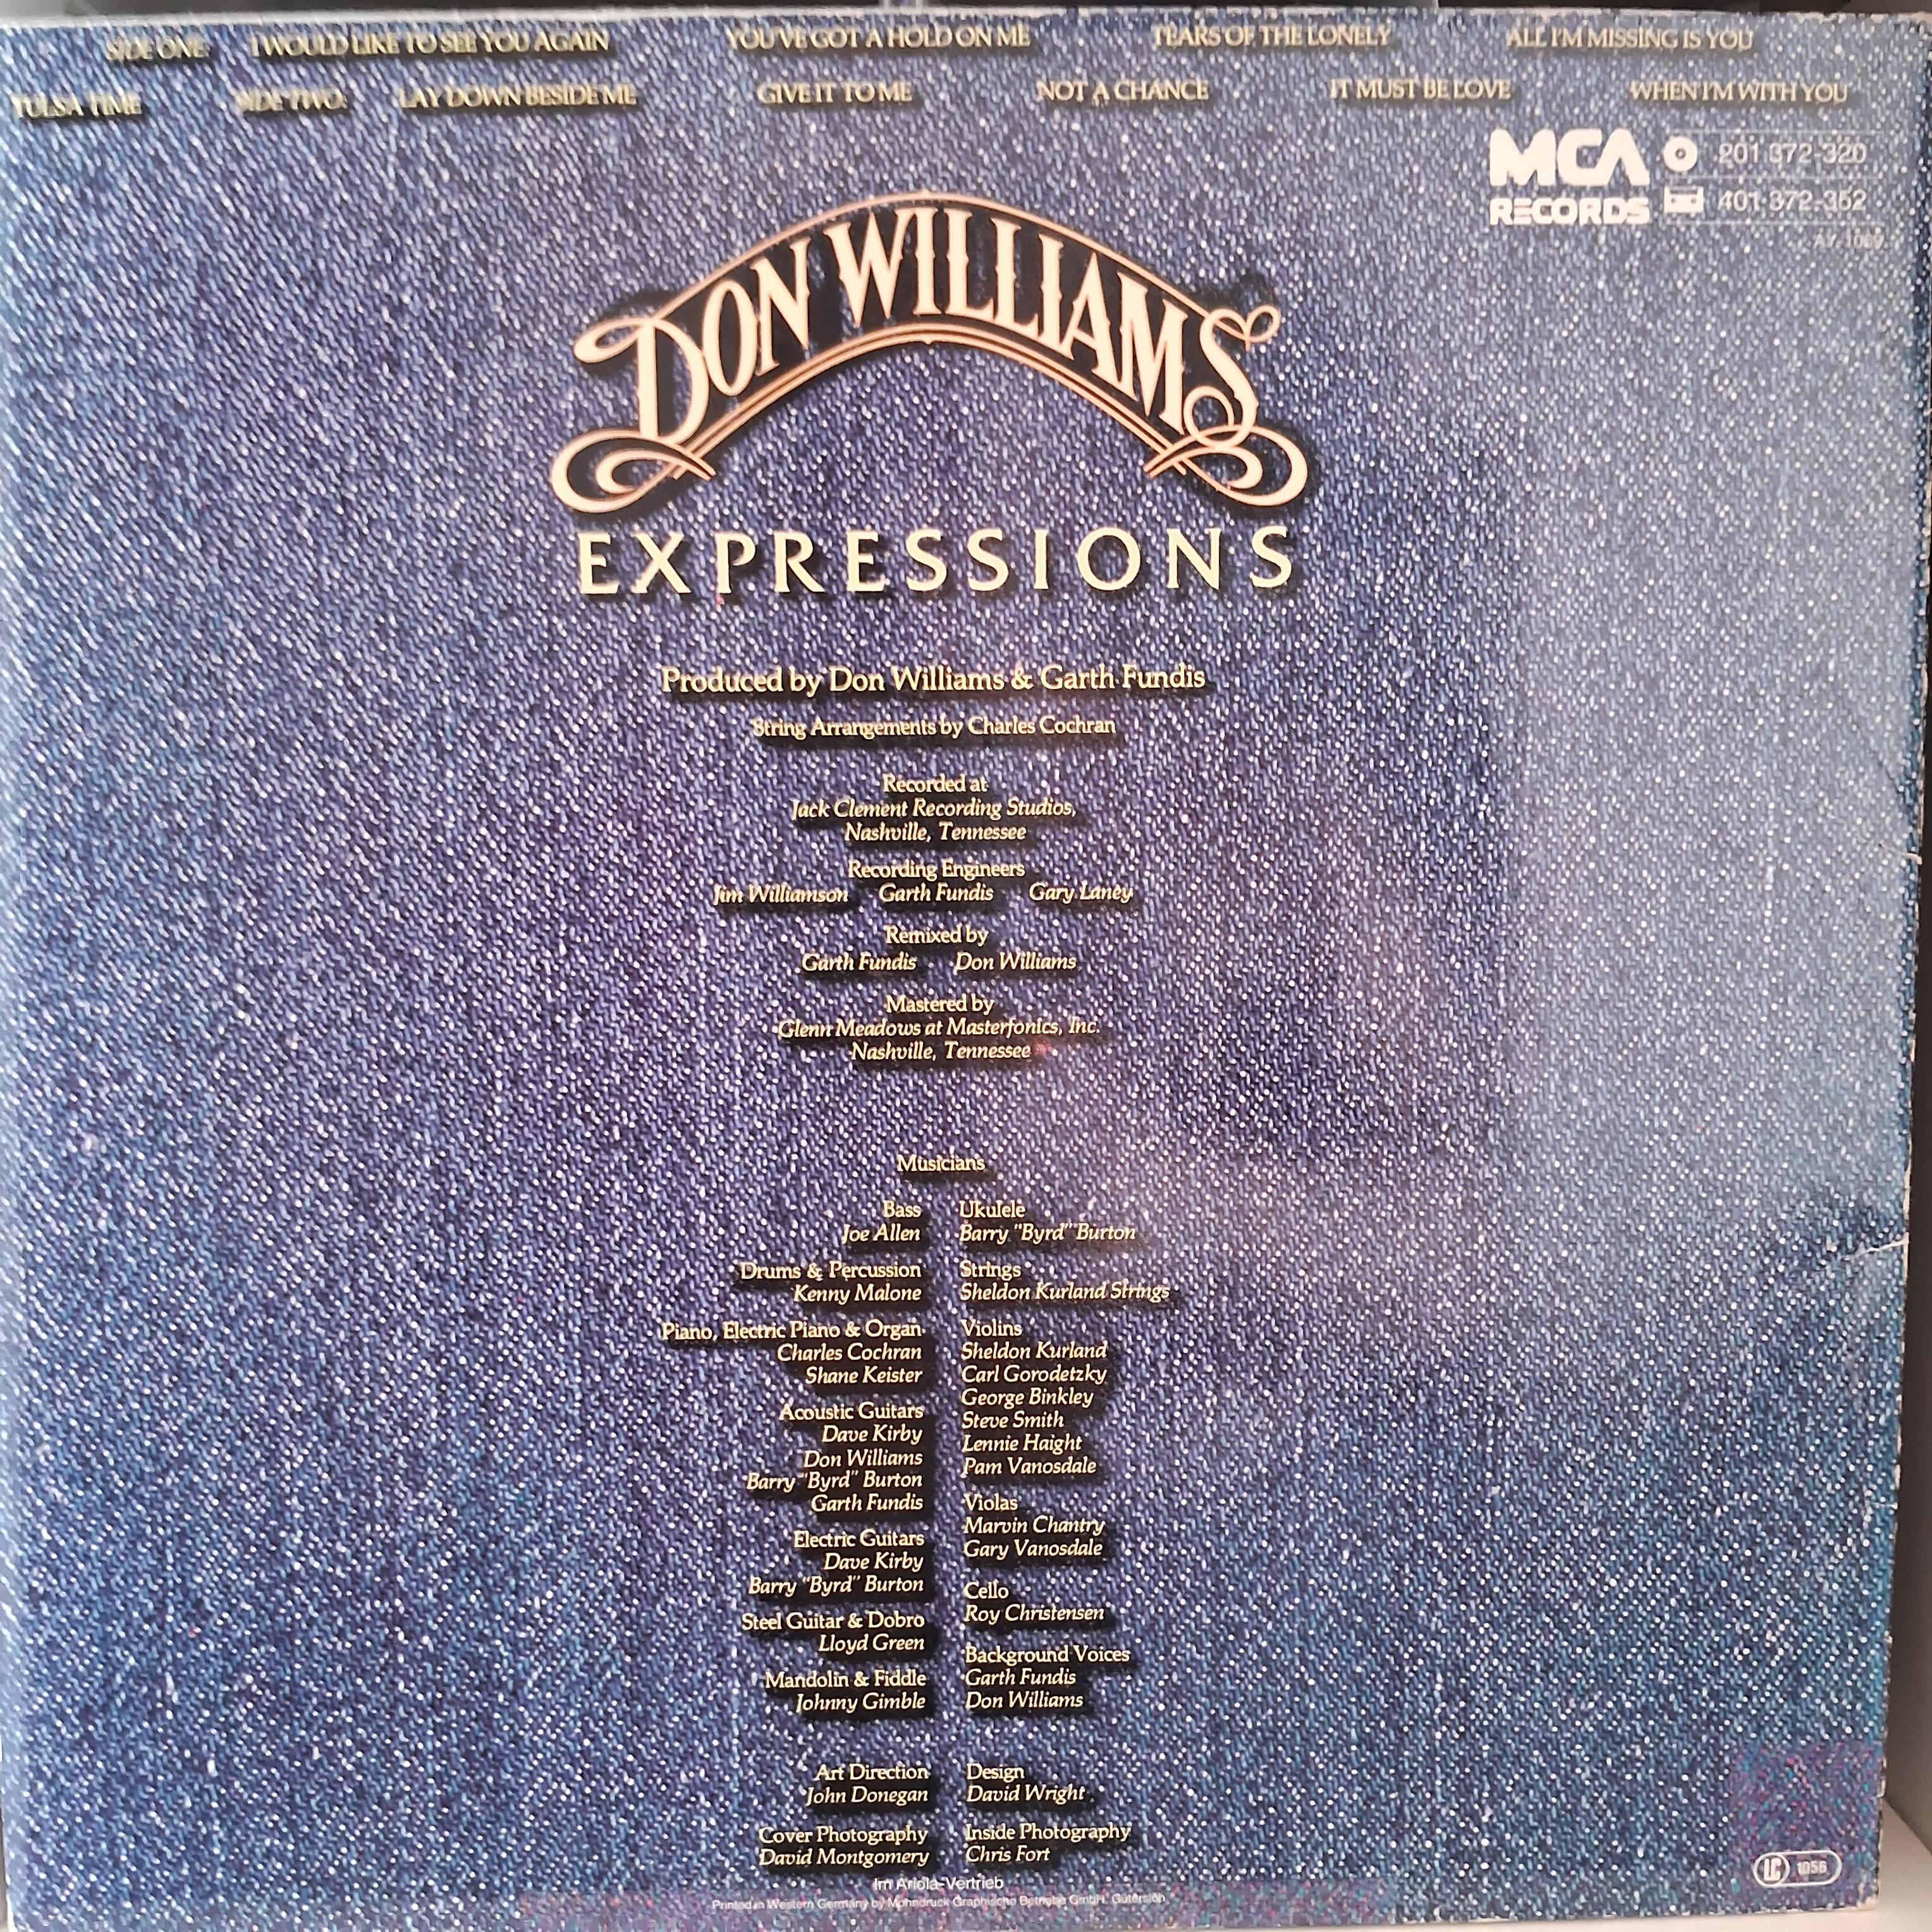 SIDE ONE: I WOULD LIKE TO SEE YOU AGAIN YOU'VE GOT A HOLD ON ME TEARS OF THE LONELY ALL I'M MISSING IS YOU
TULSA TIME SIDE TWO: LAY DOWN BESIDE ME GIVE IT TO ME NOT A CHANCE IT MUST BE LOVE WHEN I'M WITH YOU
MCA RECORDS
201 372-320
401 372-352
DON WILLIAMS
EXPRESSIONS
Produced by Don Williams & Garth Fundis
String Arrangements by Charles Cochran
Recorded at
Jack Clement Recording Studios,
Nashville, Tennessee
Recording Engineers
Jim Williamson Garth Fundis Gary Laney
Remixed by
Garth Fundis Don Williams
Mastered by
Glenn Meadows at Masterfonics, Inc.
Nashville, Tennessee
Musicians
Bass
Joe Allen
Drums & Percussion
Kenny Malone
Piano, Electric Piano & Organ
Charles Cochran
Shane Keister
Acoustic Guitars
Dave Kirby
Don Williams
Barry "Byrd" Burton
Garth Fundis
Electric Guitars
Dave Kirby
Barry "Byrd" Burton
Steel Guitar & Dobro
Lloyd Green
Mandolin & Fiddle
Johnny Gimble
Ukulele
Barry "Byrd" Burton
Strings
Sheldon Kurland Strings
Violins
Sheldon Kurland
Carl Gorodetzky
George Binkley
Steve Smith
Lennie Haight
Pam Vanosdale
Violas
Marvin Chantry
Gary Vanosdale
Cello
Roy Christensen
Background Voices
Garth Fundis
Don Williams
Art Direction
John Donegan
Design
David Wright
Cover Photography
David Montgomery
Inside Photography
Chris Fort
Im Ariola-Vertrieb
Printed in Western Germany by Mohndruck Graphische Betriebe GmbH, Gütersloh
LC 1056